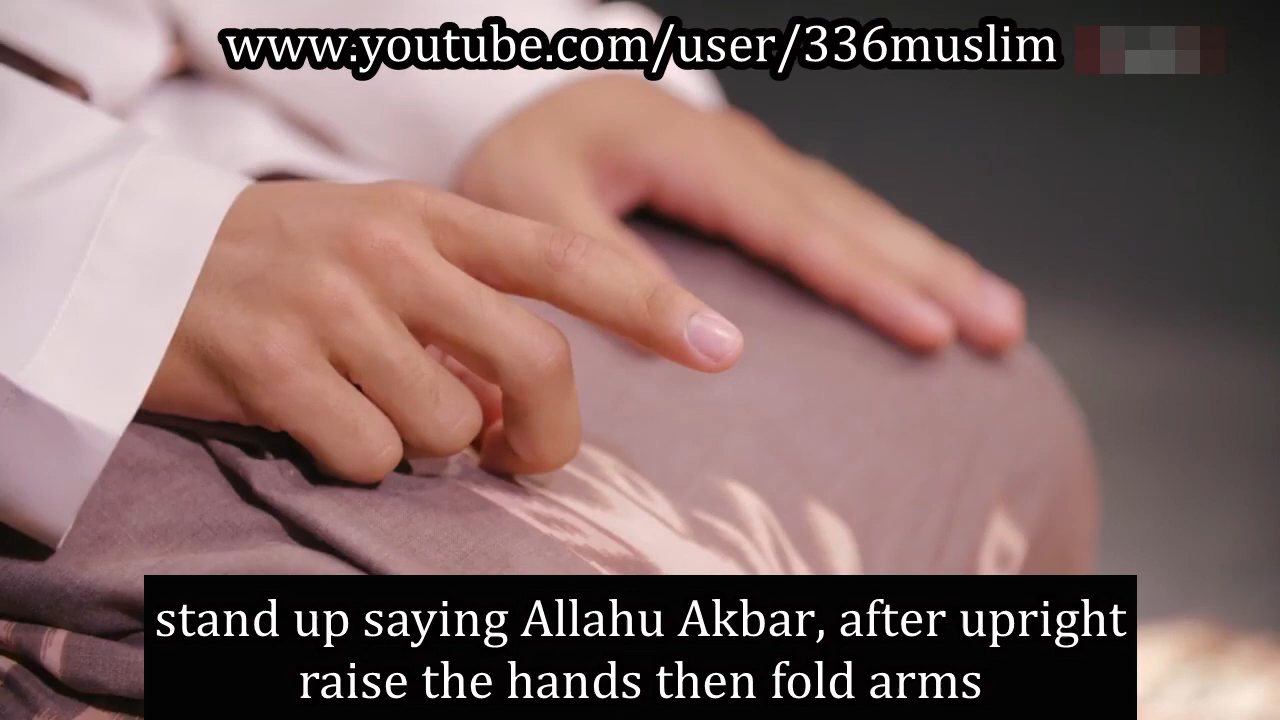 www.youtube.com/user/336muslim
stand up saying Allahu Akbar, after upright
raise the hands then fold arms